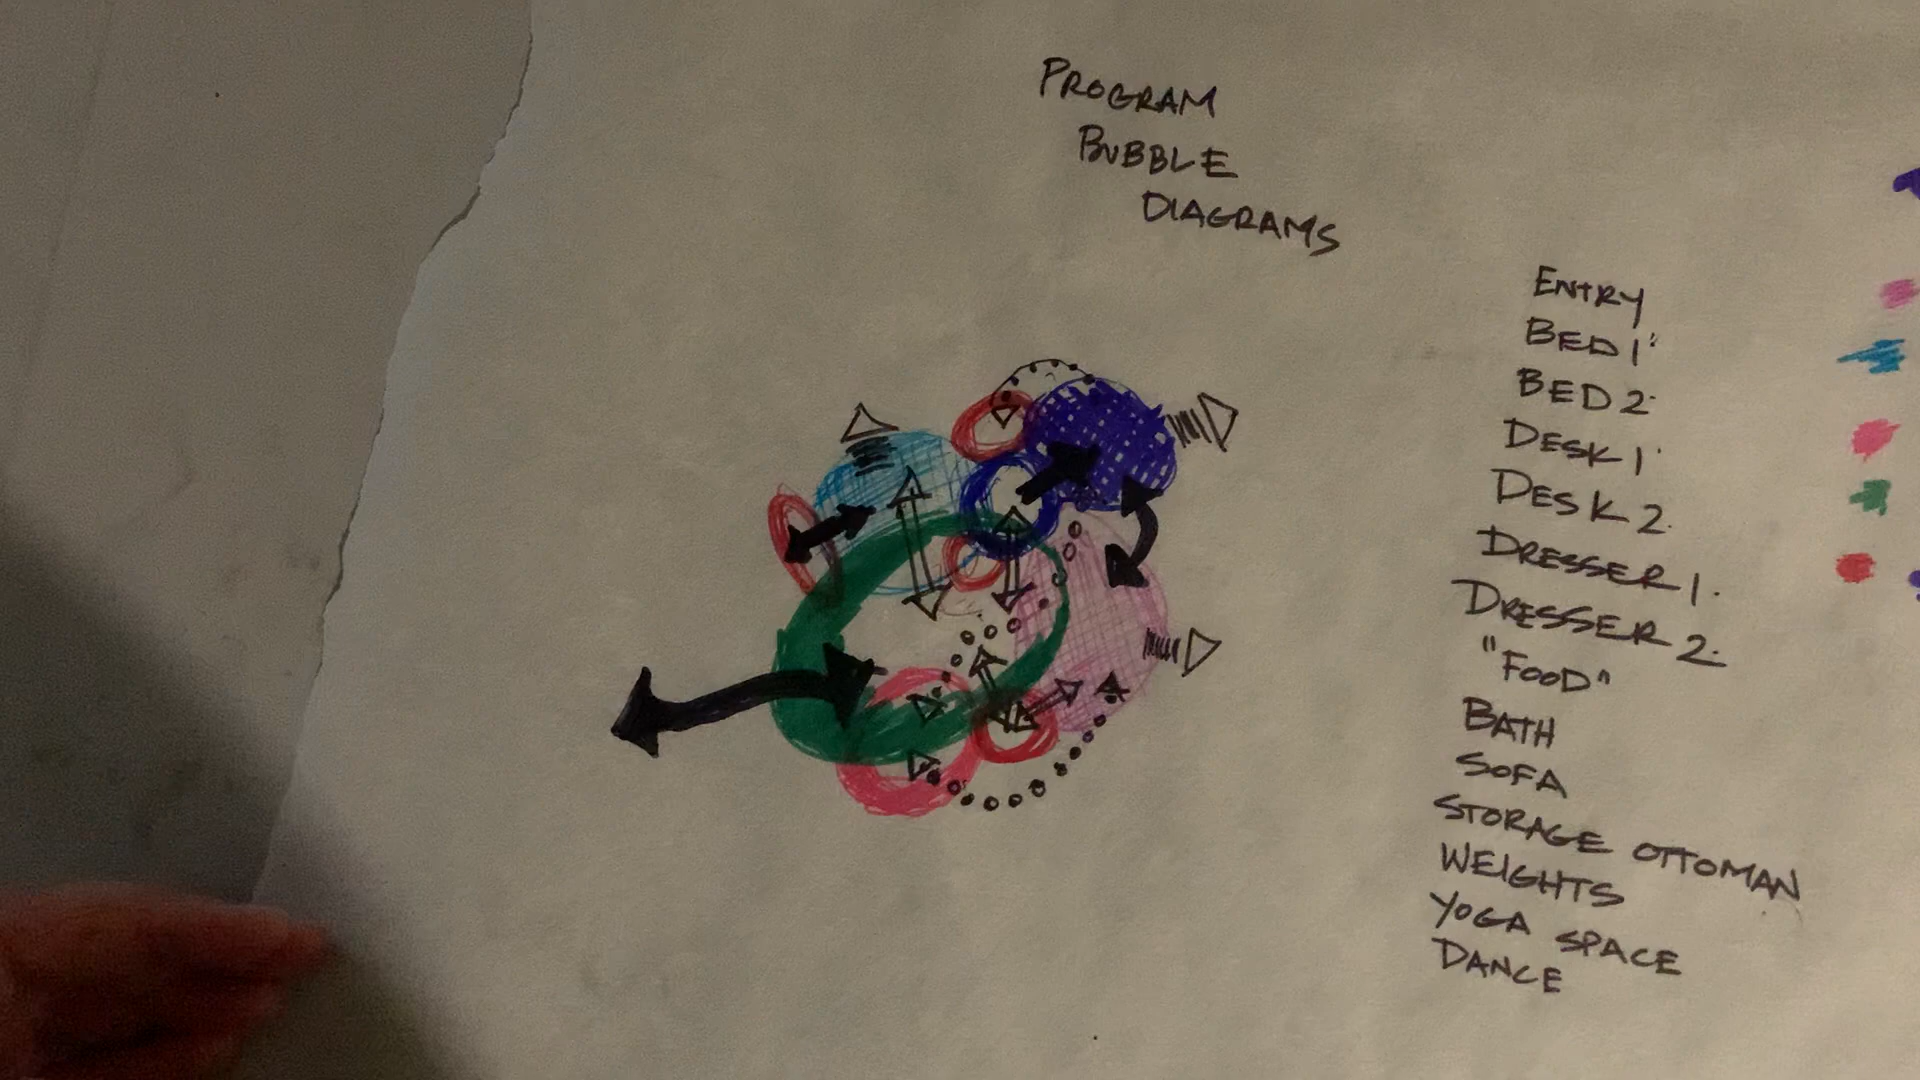 PROGRAM
BUBBLE
DIAGRAMS
ENTRY
BED 1
BED 2
DESK 1
DESK 2
DRESSER 1.
DRESSER 2.
"FOOD"
BATH
SOFA
STORAGE OTTOMAN
WEIGHTS
YOGA SPACE
DANCE